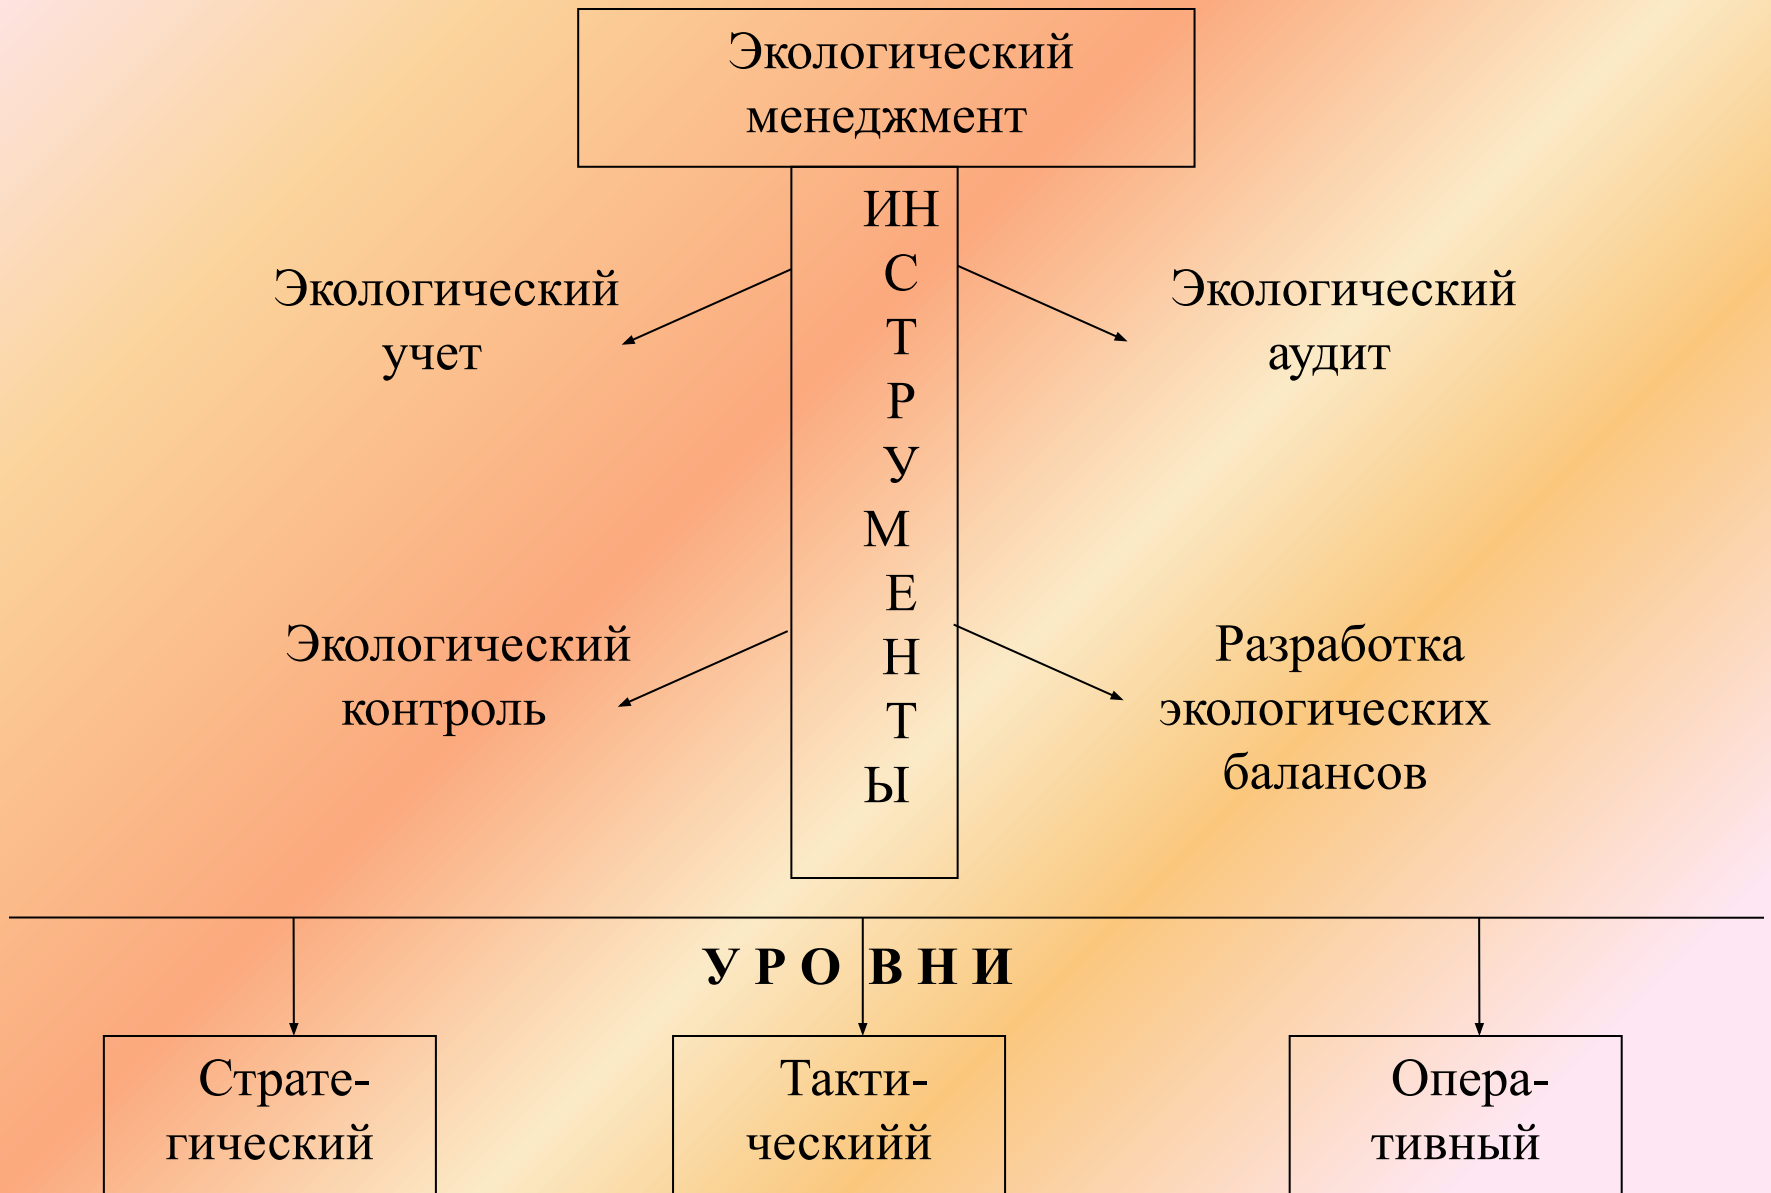 Экологический
менеджмент
ИН
С
Т
Р
У
М
Е
Н
Т
Ы
Экологический
учет
Экологический
аудит
Экологический
контроль
Разработка
экологических
балансов
У Р О В Н И
Страте-
гический
Такти-
ческийй
Опера-
тивный